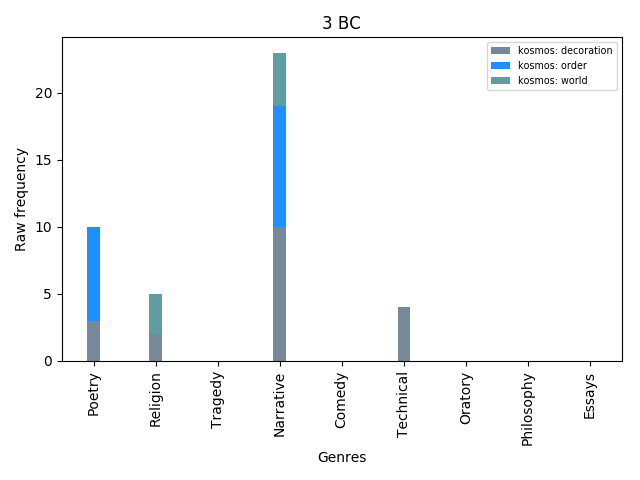 3 BC
kosmos: decoration
kosmos: order
kosmos: world
Raw frequency
20
15
10
5
0
Poetry
Religion
Tragedy
Narrative
Comedy
Technical
Oratory
Philosophy
Essays
Genres